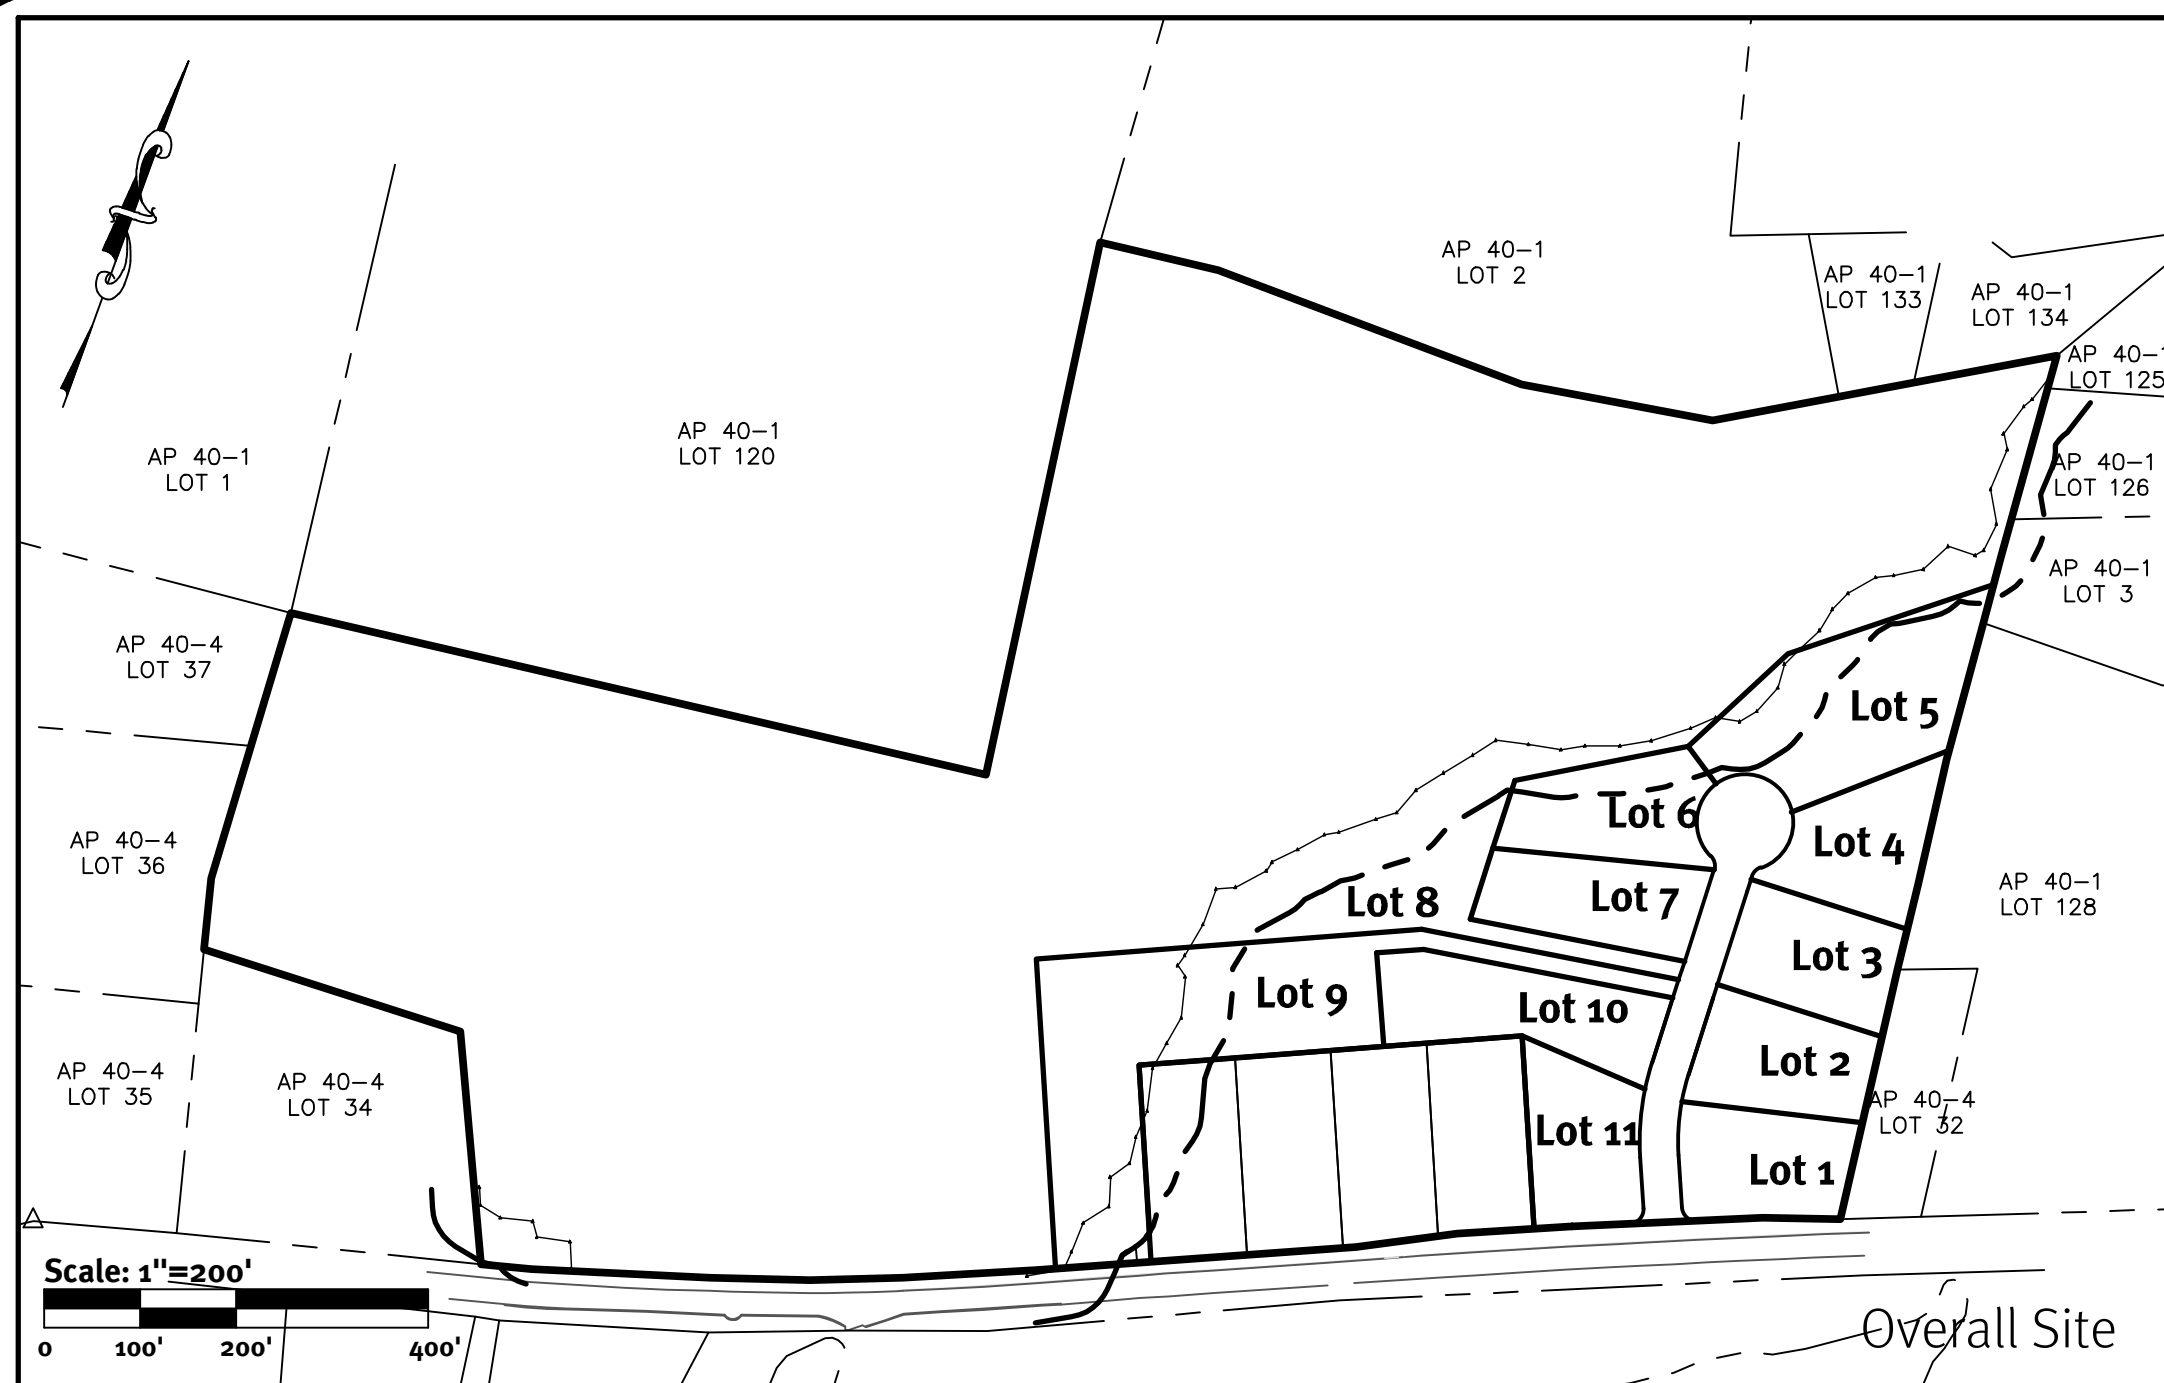 AP 40-1
LOT 2
AP 40-1
LOT 133
AP 40-1
LOT 134
AP 40-1
LOT 125
AP 40-1
LOT 120
AP 40-1
LOT 1
AP 40-1
LOT 126
AP 40-1
LOT 3
AP 40-4
LOT 37
Lot 5
AP 40-4
LOT 36
Lot 6
Lot 4
Lot 7
Lot 8
AP 40-1
LOT 128
Lot 3
Lot 9
Lot 10
Lot 2
AP 40-4
LOT 35
AP 40-4
LOT 34
AP 40-4
LOT 32
Lot 11
Lot 1
Scale: 1"=200'
0 100' 200' 400'
Overall Site